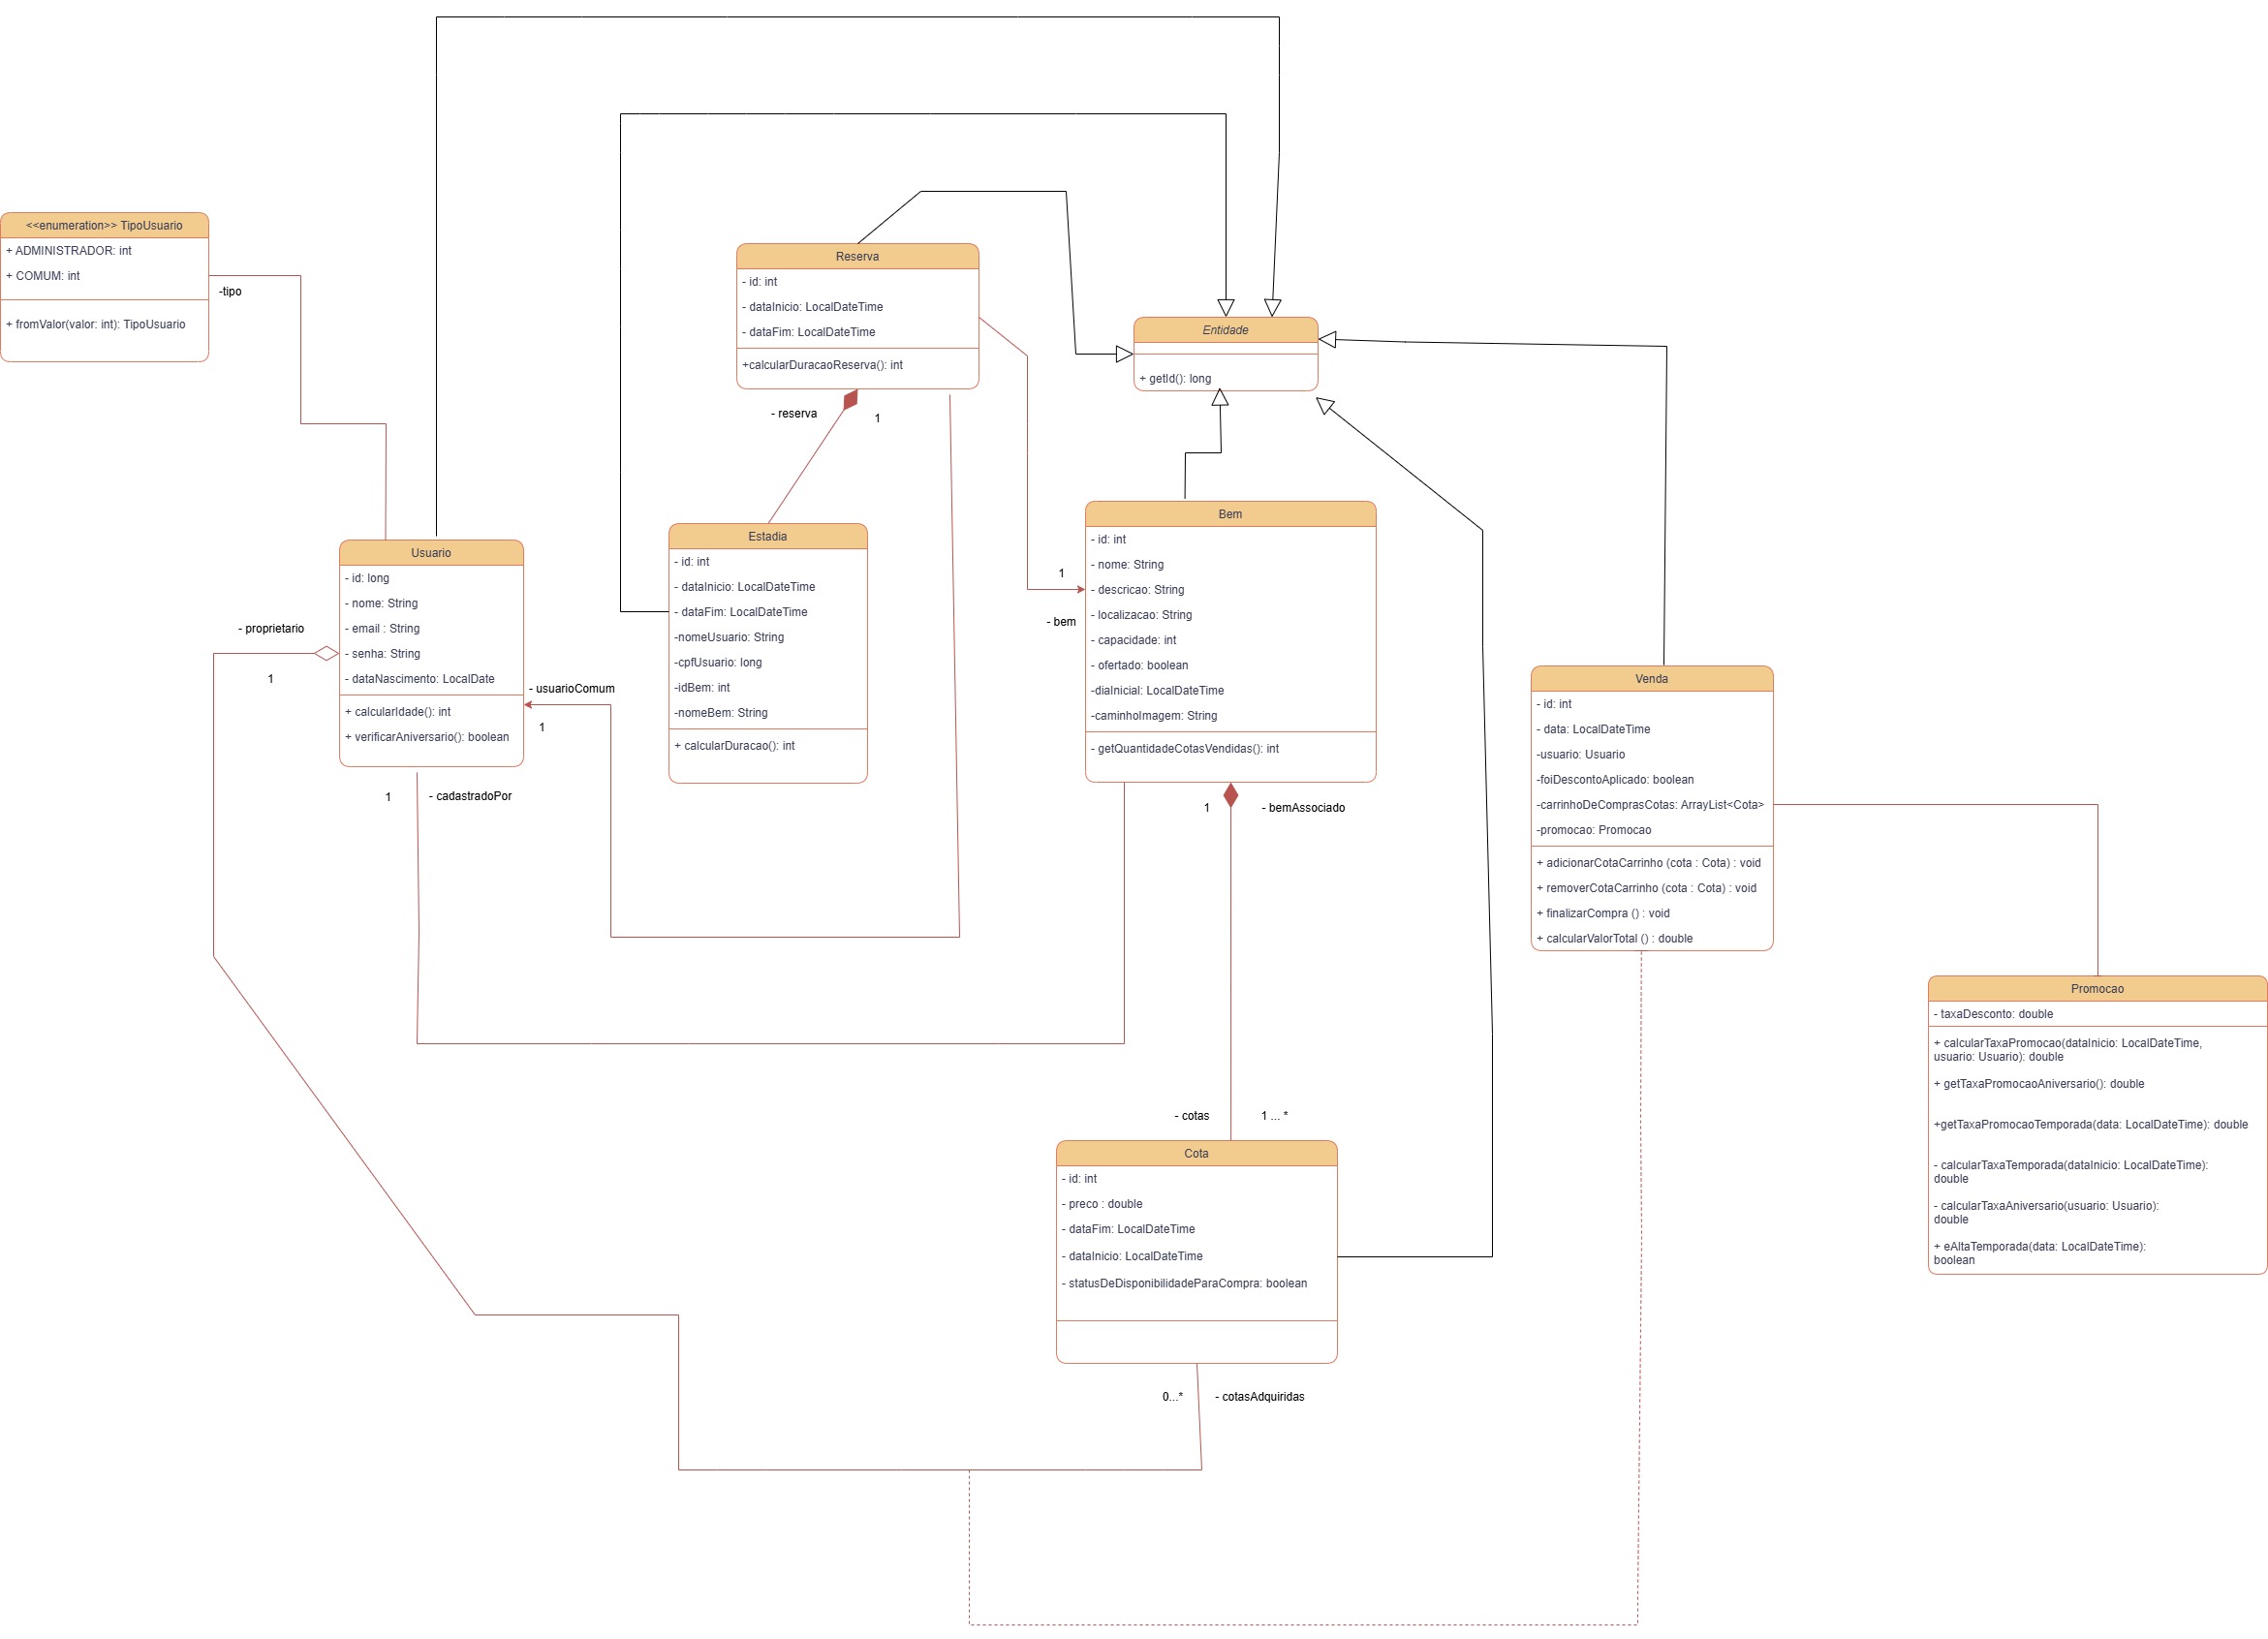 <<enumeration>> TipoUsuario
+ ADMINISTRADOR: int
+ COMUM: int
+ fromValor(valor: int): TipoUsuario
-tipo
Reserva
- id: int
- dataInicio: LocalDateTime
- dataFim: LocalDateTime
+calcularDuracaoReserva(): int
- reserva
1
Entidade
+ getId(): long
Usuario
- id: long
- nome: String
- email : String
- senha: String
- dataNascimento: LocalDate
+ calcularIdade(): int
+ verificarAniversario(): boolean
- proprietario
1
- usuarioComum
1
1
- cadastradoPor
Estadia
- id: int
- dataInicio: LocalDateTime
- dataFim: LocalDateTime
-nomeUsuario: String
-cpfUsuario: long
-idBem: int
-nomeBem: String
+ calcularDuracao(): int
1
- bem
Bem
- id: int
- nome: String
- descricao: String
- localizacao: String
- capacidade: int
- ofertado: boolean
-diaInicial: LocalDateTime
-caminhoImagem: String
- getQuantidadeCotasVendidas(): int
1
- bemAssociado
- cotas
1 ... *
Venda
- id: int
- data: LocalDateTime
-usuario: Usuario
-foiDescontoAplicado: boolean
-carrinhoDeComprasCotas: ArrayList<Cota>
-promocao: Promocao
+ adicionarCotaCarrinho (cota : Cota) : void
+ removerCotaCarrinho (cota : Cota) : void
+ finalizarCompra () : void
+ calcularValorTotal () : double
Promocao
- taxaDesconto: double
+ calcularTaxaPromocao(dataInicio: LocalDateTime,
usuario: Usuario): double
+ getTaxaPromocaoAniversario(): double
+getTaxaPromocaoTemporada(data: LocalDateTime): double
- calcularTaxaTemporada(dataInicio: LocalDateTime):
double
- calcularTaxaAniversario(usuario: Usuario):
double
+ eAltaTemporada(data: LocalDateTime):
boolean
Cota
- id: int
- preco : double
- dataFim: LocalDateTime
- dataInicio: LocalDateTime
- statusDeDisponibilidadeParaCompra: boolean
0...*
- cotasAdquiridas